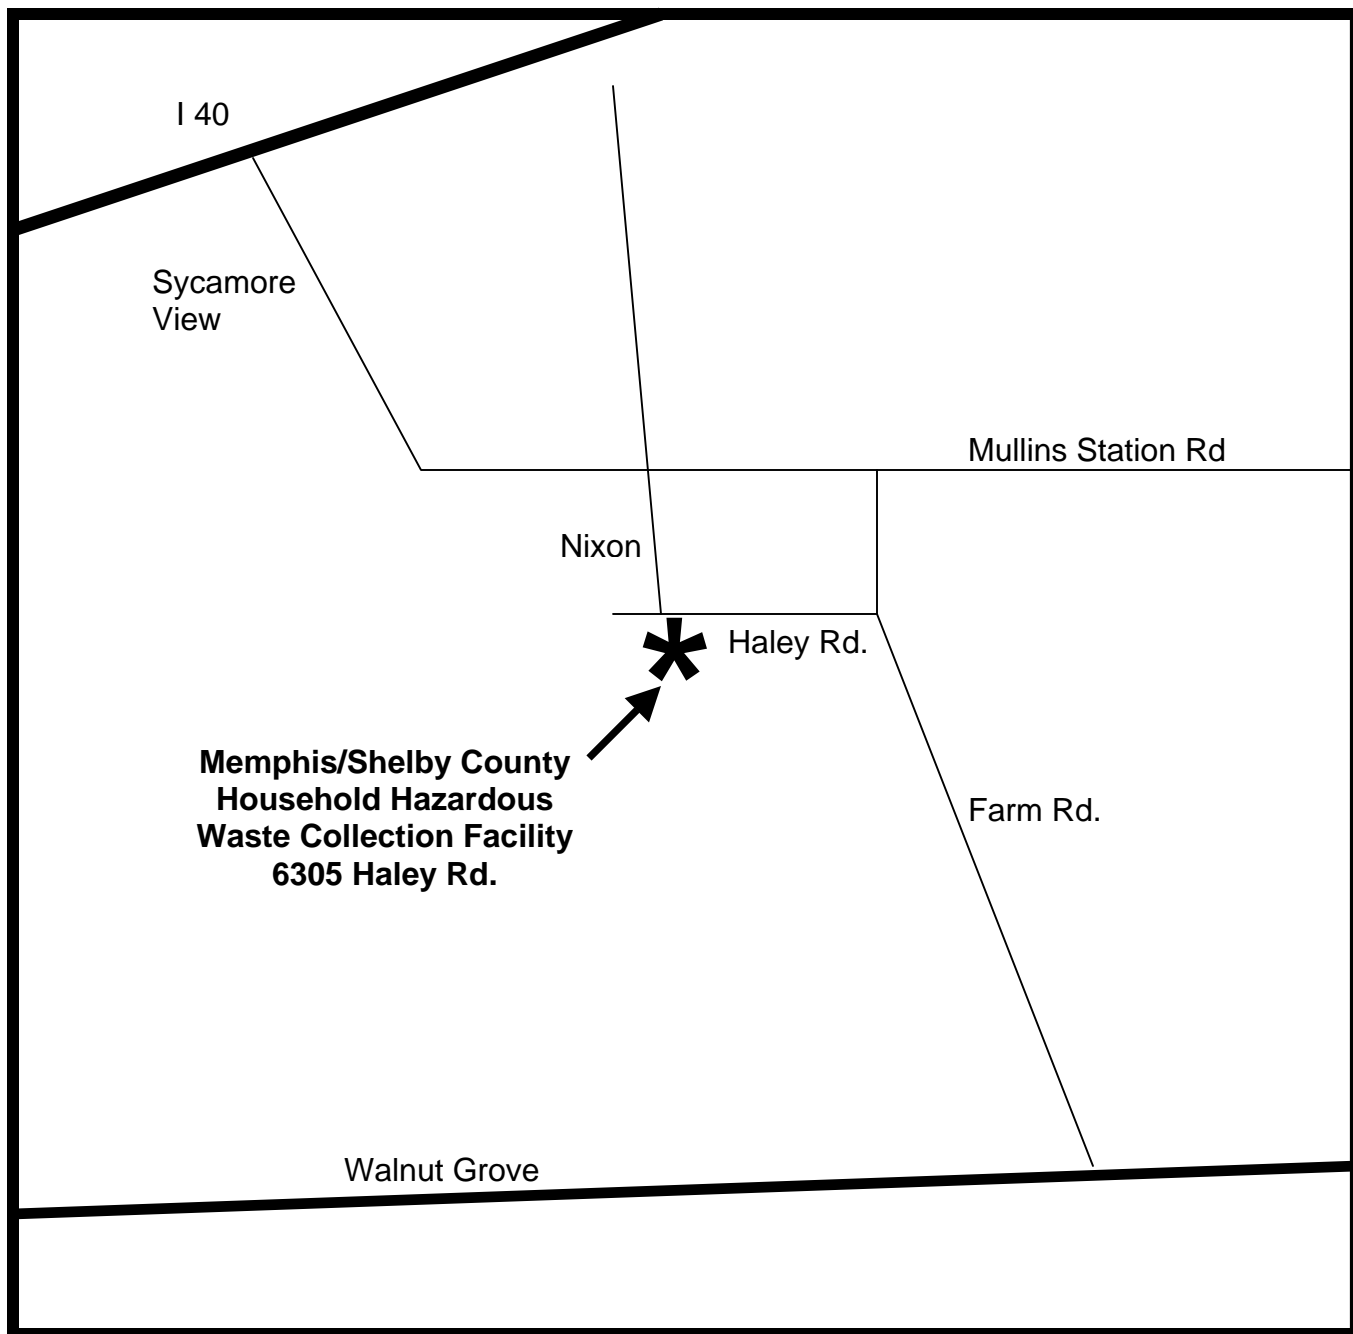 I 40
Sycamore
View
Mullins Station Rd
Nixon
Haley Rd.
Memphis/Shelby County
Household Hazardous
Waste Collection Facility
6305 Haley Rd.
Farm Rd.
Walnut Grove